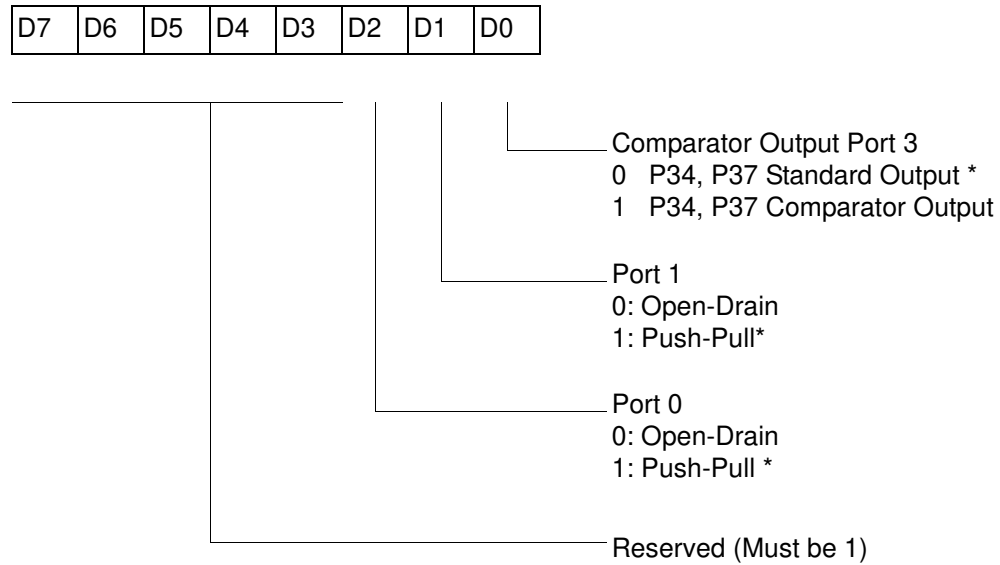 D7 D6 D5 D4 D3 D2 D1 D0
Comparator Output Port 3
0 P34, P37 Standard Output *
1 P34, P37 Comparator Output
Port 1
0: Open-Drain
1: Push-Pull*
Port 0
0: Open-Drain
1: Push-Pull *
Reserved (Must be 1)